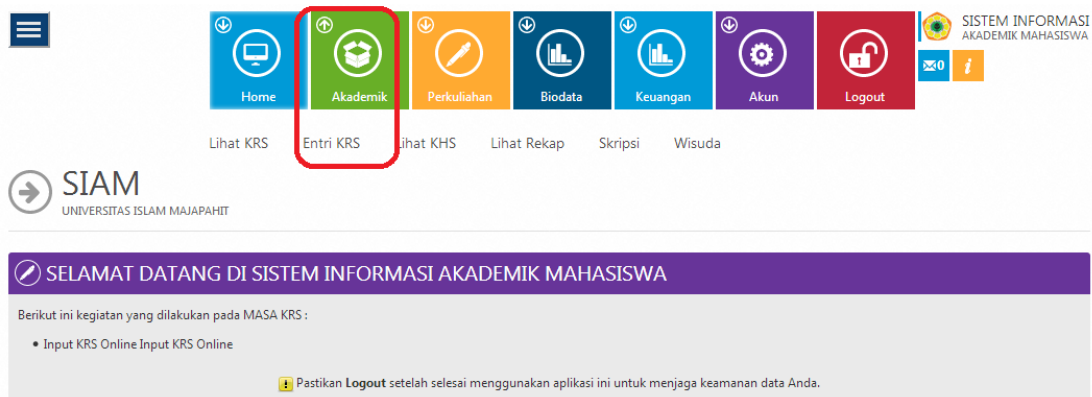 SISTEM INFORMASI
AKADEMIK MAHASISWA
0 i
Home Akademik Perkuliahan Biodata Keuangan Akun Logout
Lihat KRS Entri KRS Lihat KHS Lihat Rekap Skripsi Wisuda
SIAM
UNIVERSITAS ISLAM MAJAPAHIT
SELAMAT DATANG DI SISTEM INFORMASI AKADEMIK MAHASISWA
Berikut ini kegiatan yang dilakukan pada MASA KRS :
• Input KRS Online Input KRS Online
Pastikan Logout setelah selesai menggunakan aplikasi ini untuk menjaga keamanan data Anda.